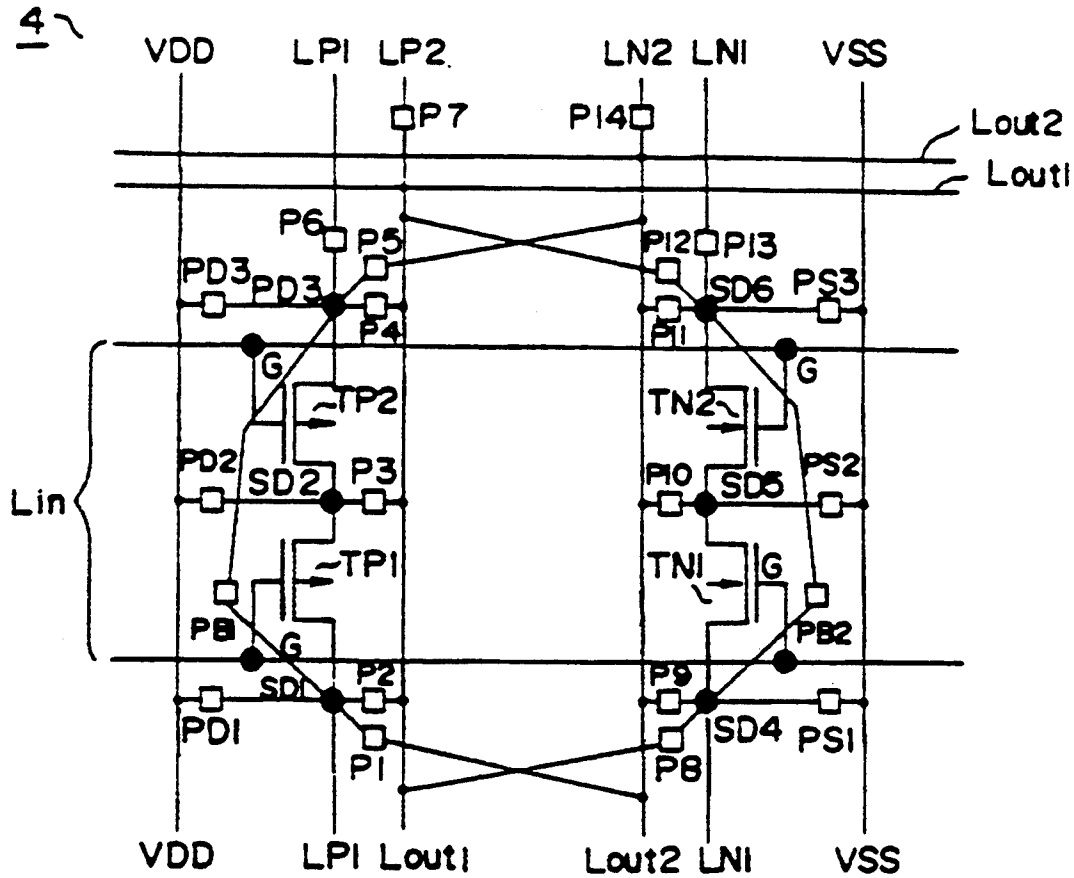 4
VDD LP1 LP2 LN2 LN1 VSS
P7 P14
Lout2
Lout1
P6 P5 P12 P13
PD3 PD3 SD6 PS3
P4 P11
G G
TP2 TN2
PD2 SD2 P3 P10 SD5 PS2
Lin
TP1 TN1 G
PB1 PB2
G
SD1 P2 P9
PD1 SD4 PS1
P1 P8
VDD LP1 Lout1 Lout2 LN1 VSS